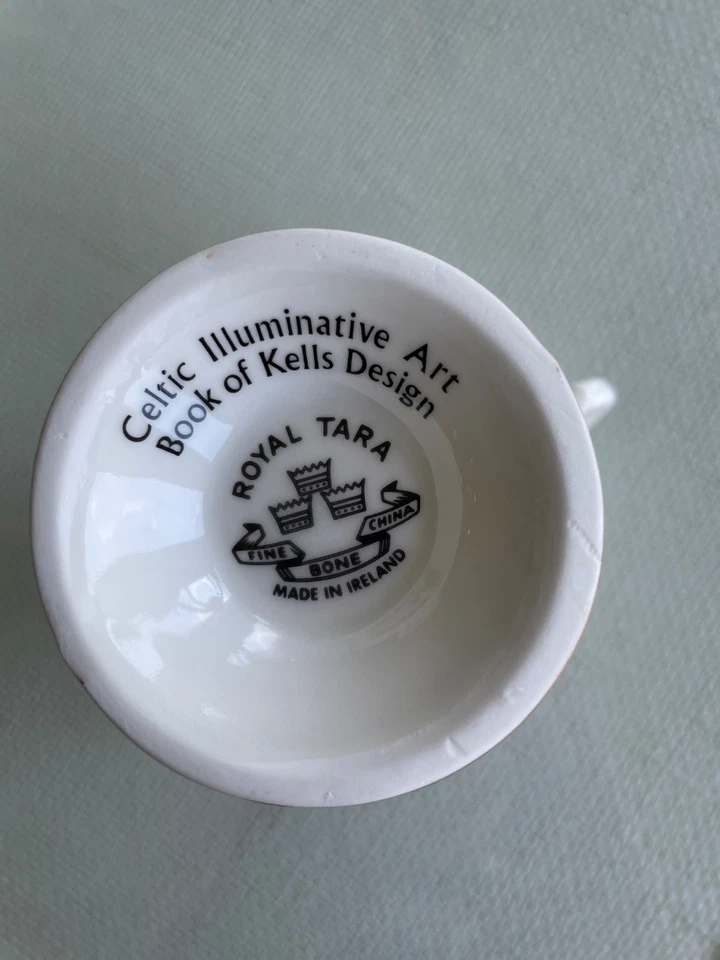 Celtic Illuminative Art
Book of Kells Design
ROYAL TARA
FINE BONE CHINA
MADE IN IRELAND